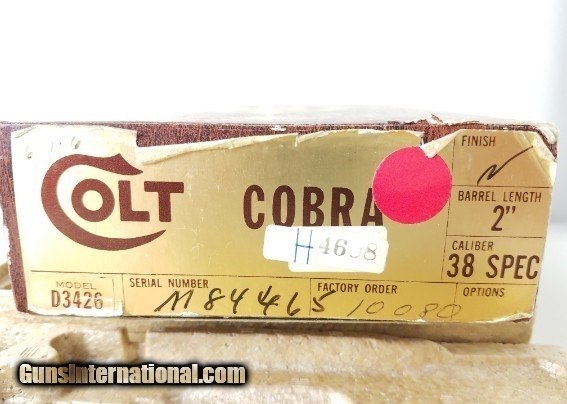 COLT
COBRA
H 4698
FINISH
N
BARREL LENGTH
2"
CALIBER
38 SPEC
MODEL
D3426
SERIAL NUMBER
M84465
FACTORY ORDER
10080
OPTIONS
GunsInternational.com